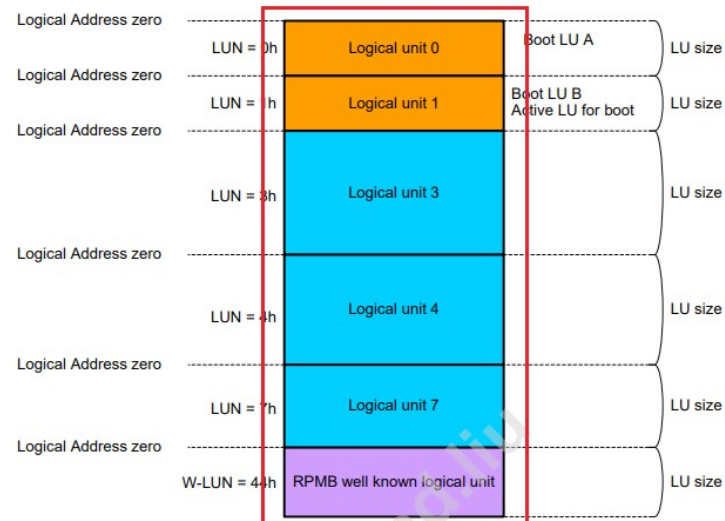 Logical Address zero
LUN = 0h
Logical unit 0
Boot LU A
LU size
Logical Address zero
LUN = 1h
Logical unit 1
Boot LU B
Active LU for boot
LU size
Logical Address zero
LUN = 3h
Logical unit 3
LU size
Logical Address zero
LUN = 4h
Logical unit 4
LU size
Logical Address zero
LUN = 7h
Logical unit 7
LU size
Logical Address zero
W-LUN = 44h
RPMB well known logical unit
LU size